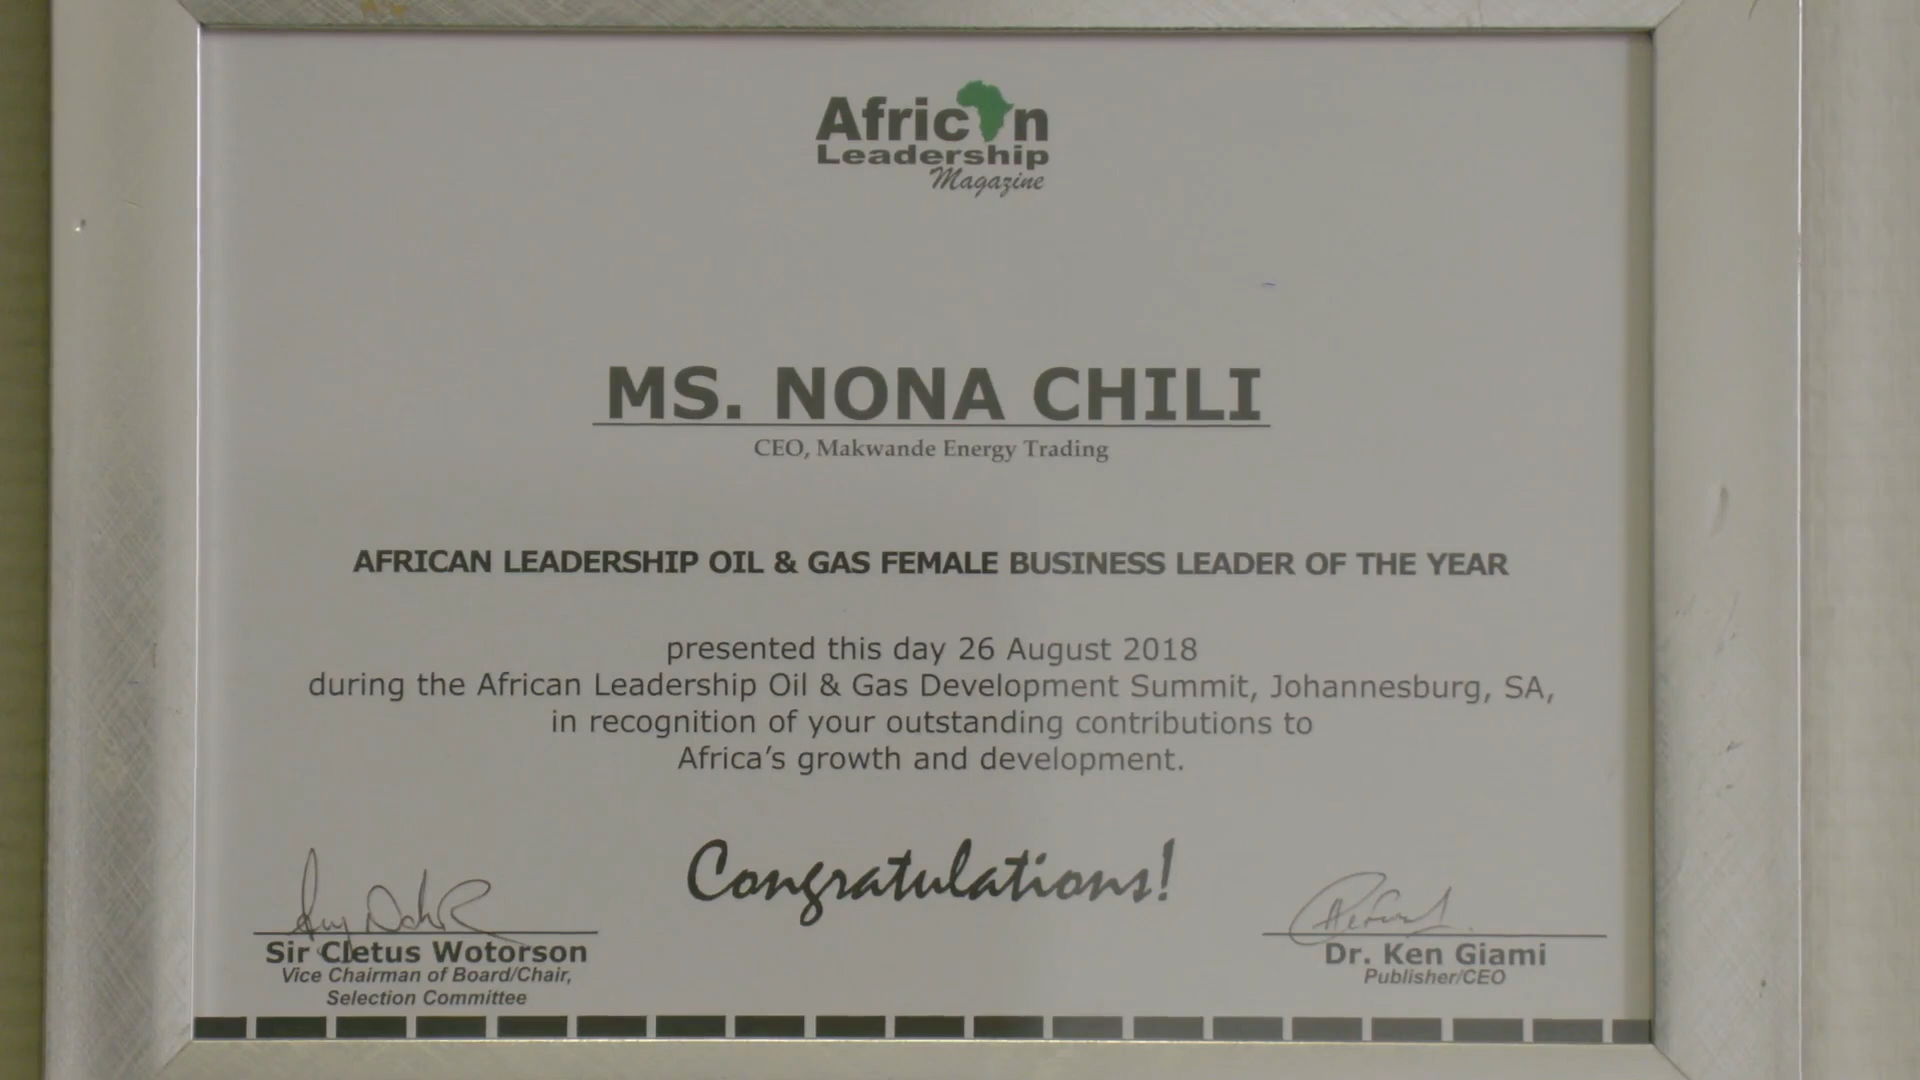 African
Leadership
Magazine
MS. NONA CHILI
CEO, Makwande Energy Trading
AFRICAN LEADERSHIP OIL & GAS FEMALE BUSINESS LEADER OF THE YEAR
presented this day 26 August 2018
during the African Leadership Oil & Gas Development Summit, Johannesburg, SA,
in recognition of your outstanding contributions to
Africa's growth and development.
Congratulations!
Sir Cletus Wotorson
Vice Chairman of Board/Chair,
Selection Committee
Dr. Ken Giami
Publisher/CEO